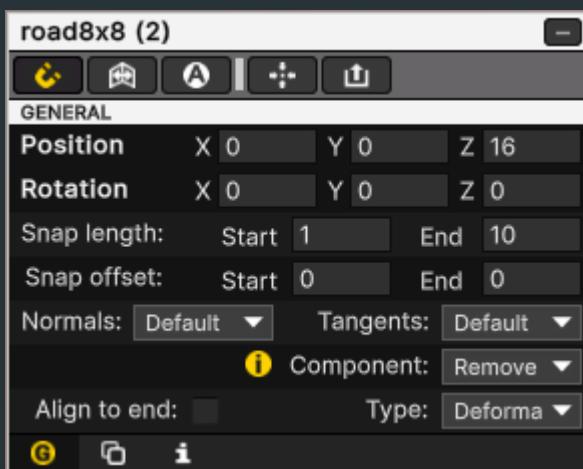 road8x8 (2)
A
GENERAL
Position X 0 Y 0 Z 16
Rotation X 0 Y 0 Z 0
Snap length: Start 1 End 10
Snap offset: Start 0 End 0
Normals: Default Tangents: Default
i Component: Remove
Align to end: Type: Deforma
G i